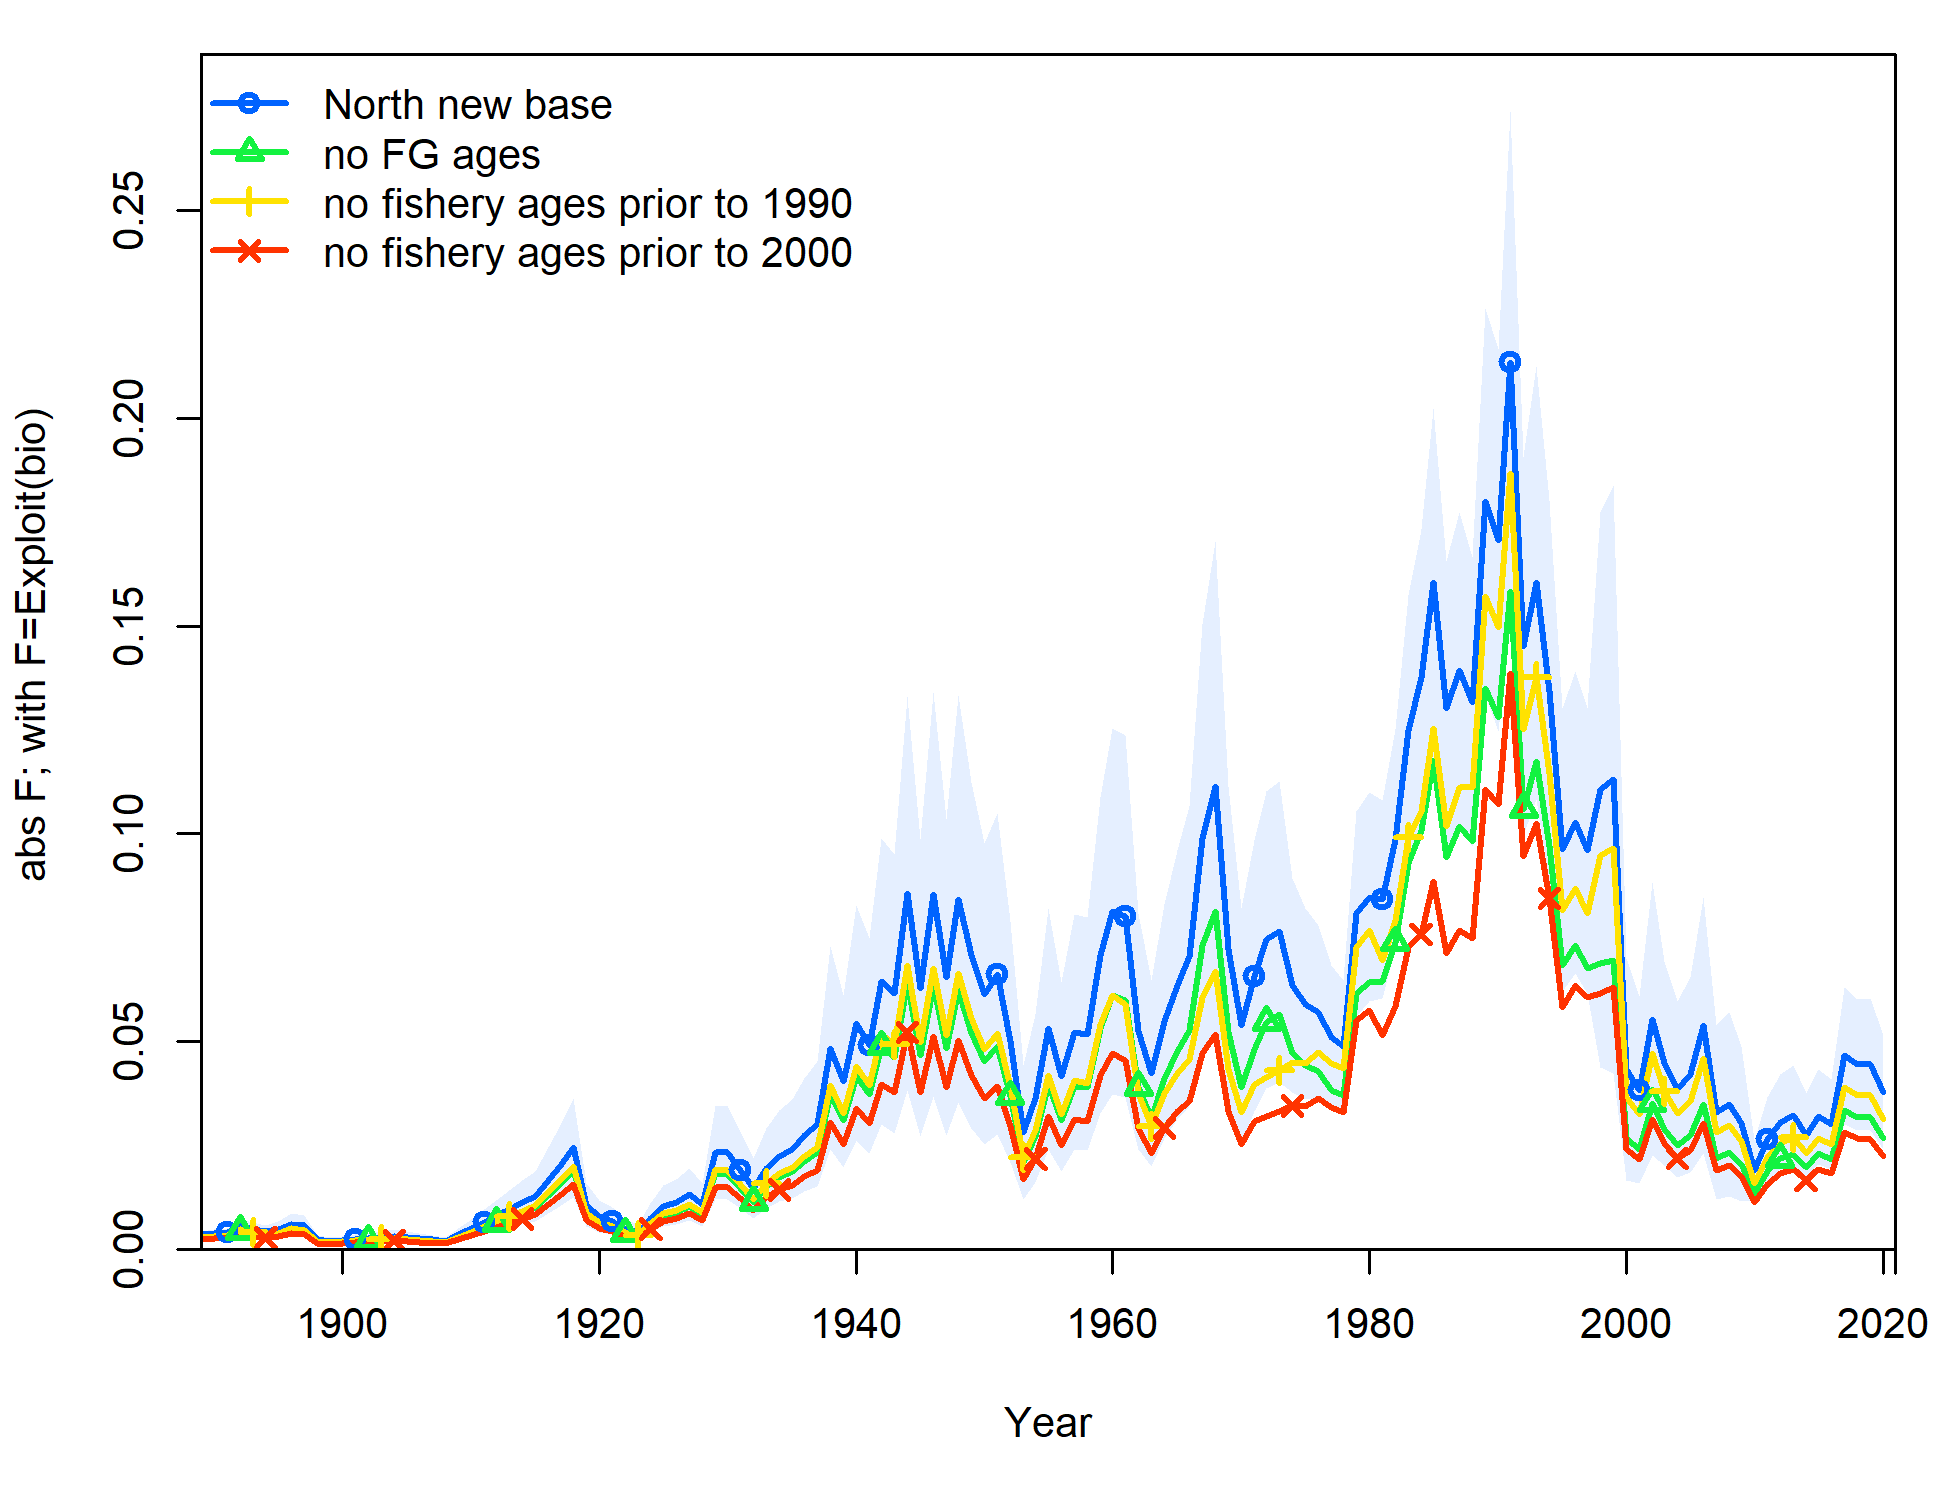 North new base
no FG ages
no fishery ages prior to 1990
no fishery ages prior to 2000
abs F; with F=Exploit(bio)
0.25
0.20
0.15
0.10
0.05
0.00
1900 1920 1940 1960 1980 2000 2020
Year